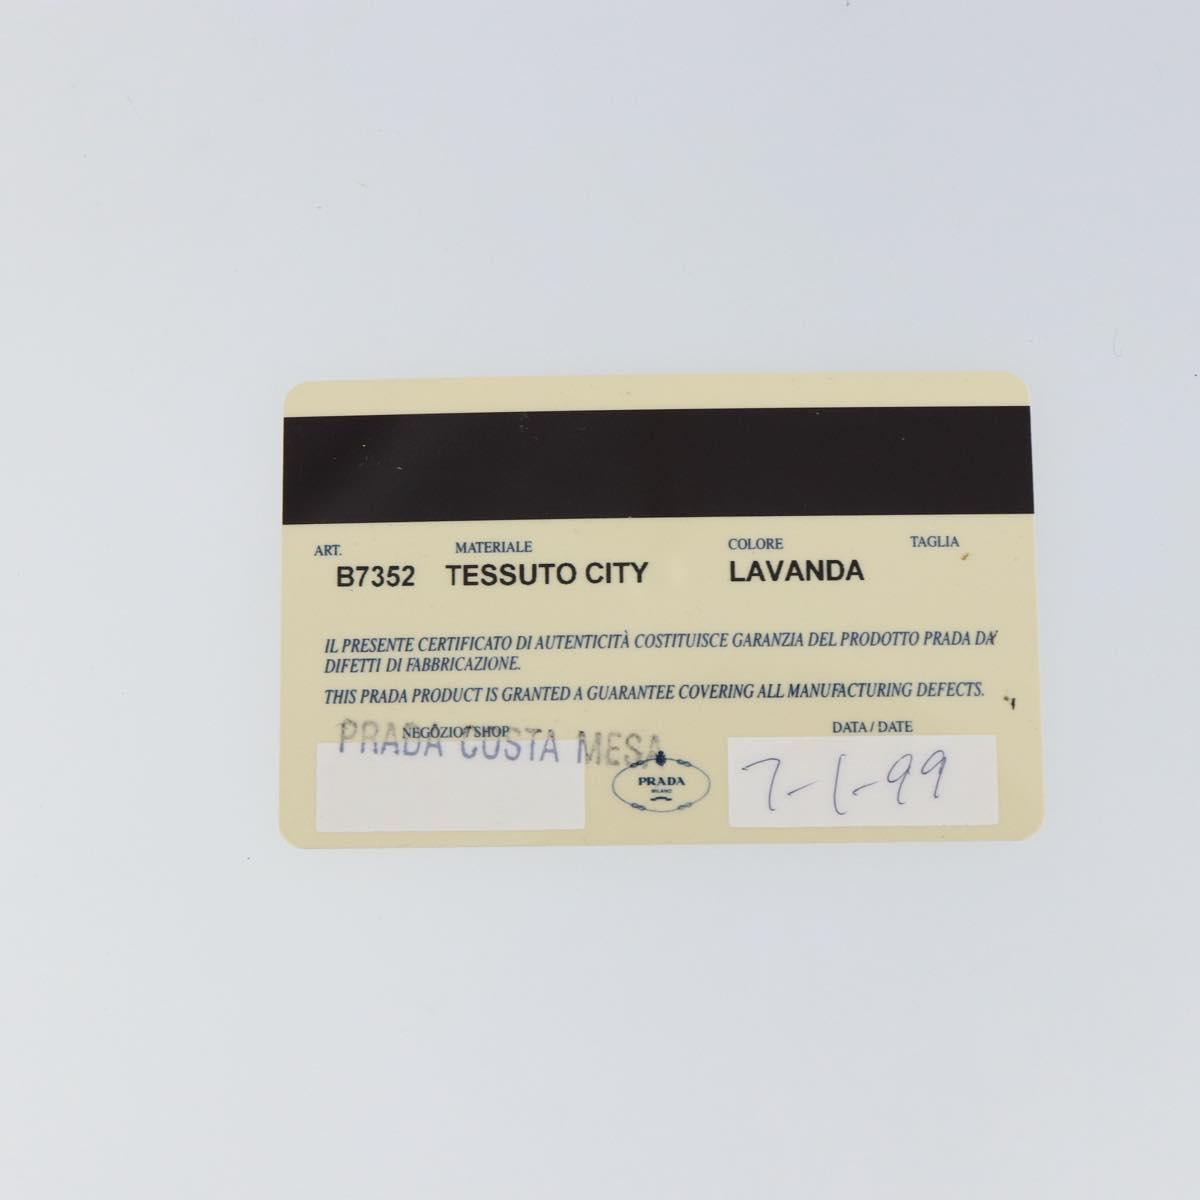 ART. MATERIALE COLORE TAGLIA
B7352 TESSUTO CITY LAVANDA
IL PRESENTE CERTIFICATO DI AUTENTICITÀ COSTITUISCE GARANZIA DEL PRODOTTO PRADA DA
DIFETTI DI FABBRICAZIONE.
THIS PRADA PRODUCT IS GRANTED A GUARANTEE COVERING ALL MANUFACTURING DEFECTS.
NEGOZIO / SHOP DATA / DATE
PRADA COSTA MESA
PRADA
MILANO
7-1-99